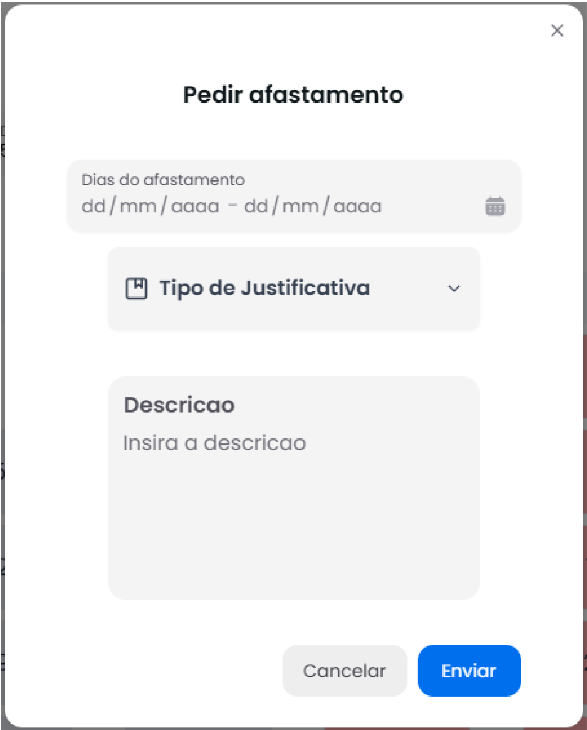 Pedir afastamento
Dias do afastamento
dd/mm/aaaa - dd/mm/aaaa
Tipo de Justificativa
Descricao
Insira a descricao
Cancelar Enviar